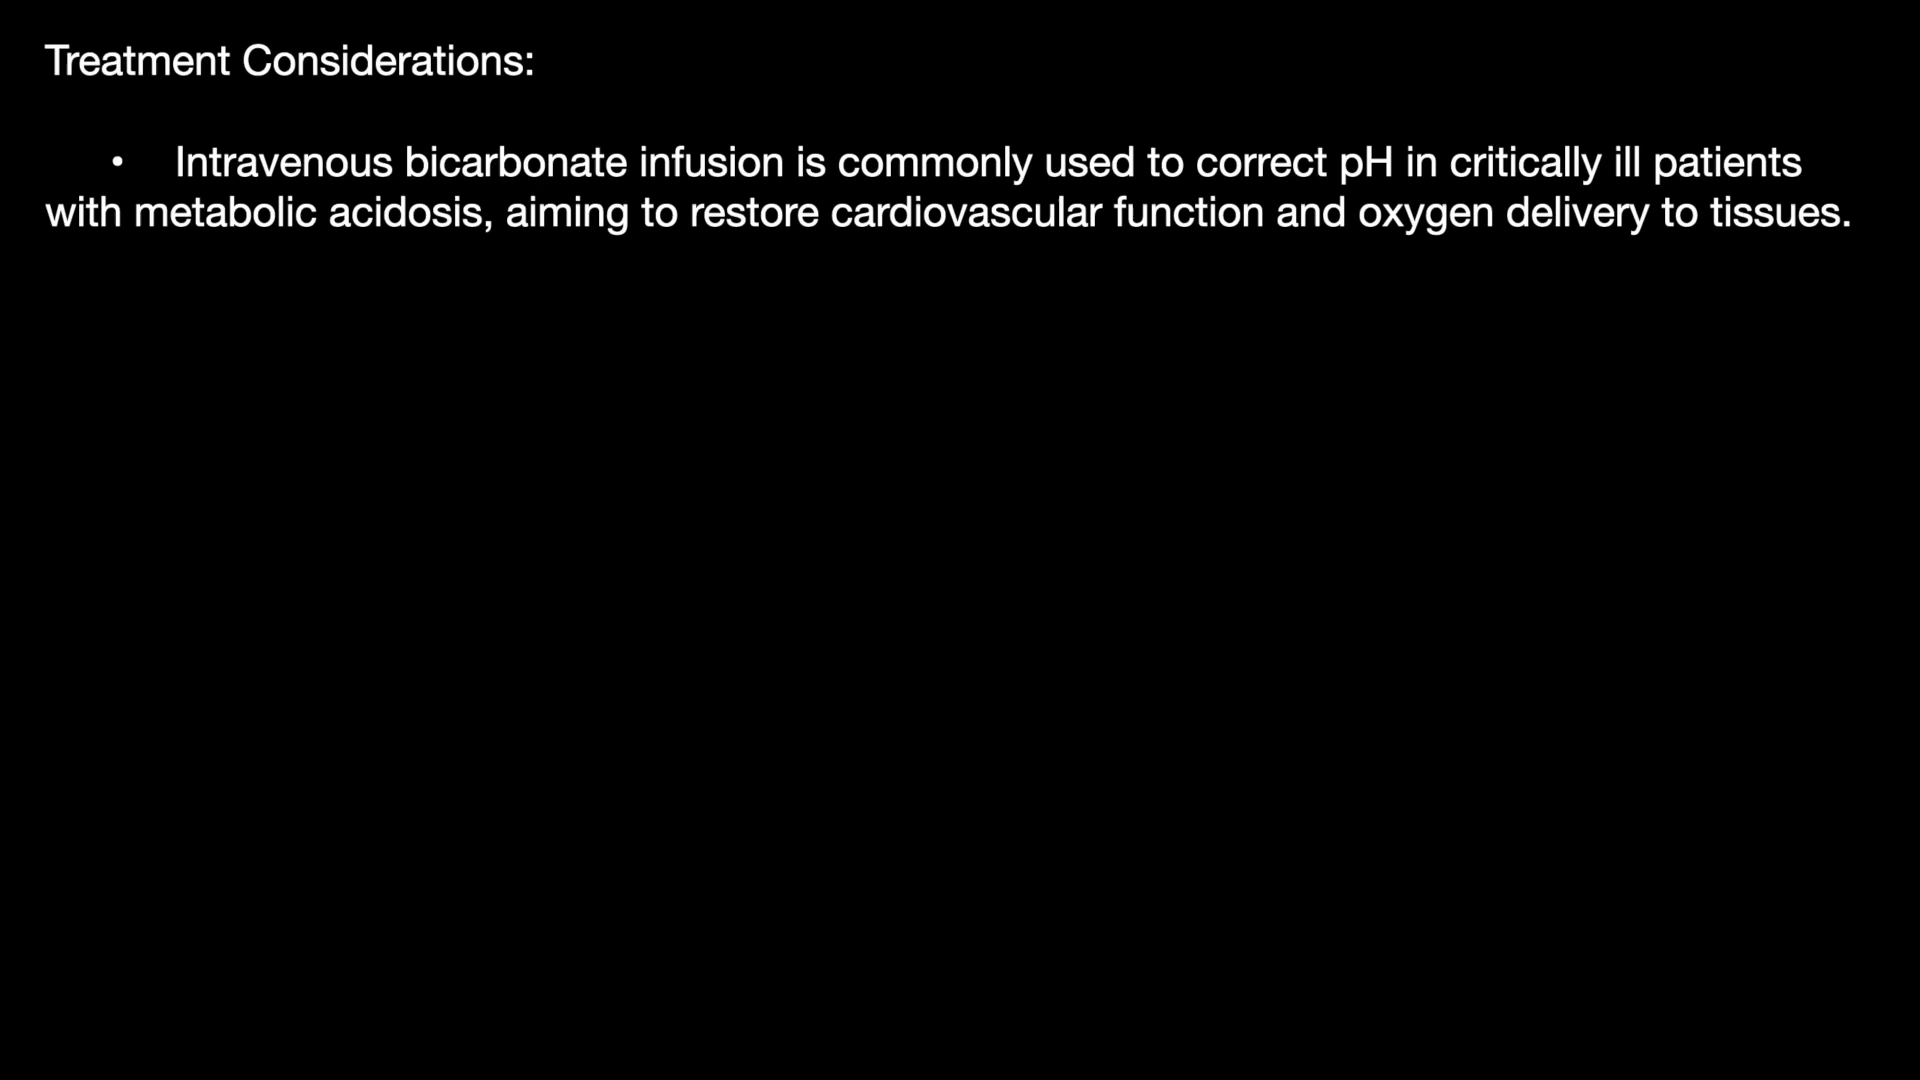 Treatment Considerations:
• Intravenous bicarbonate infusion is commonly used to correct pH in critically ill patients
with metabolic acidosis, aiming to restore cardiovascular function and oxygen delivery to tissues.